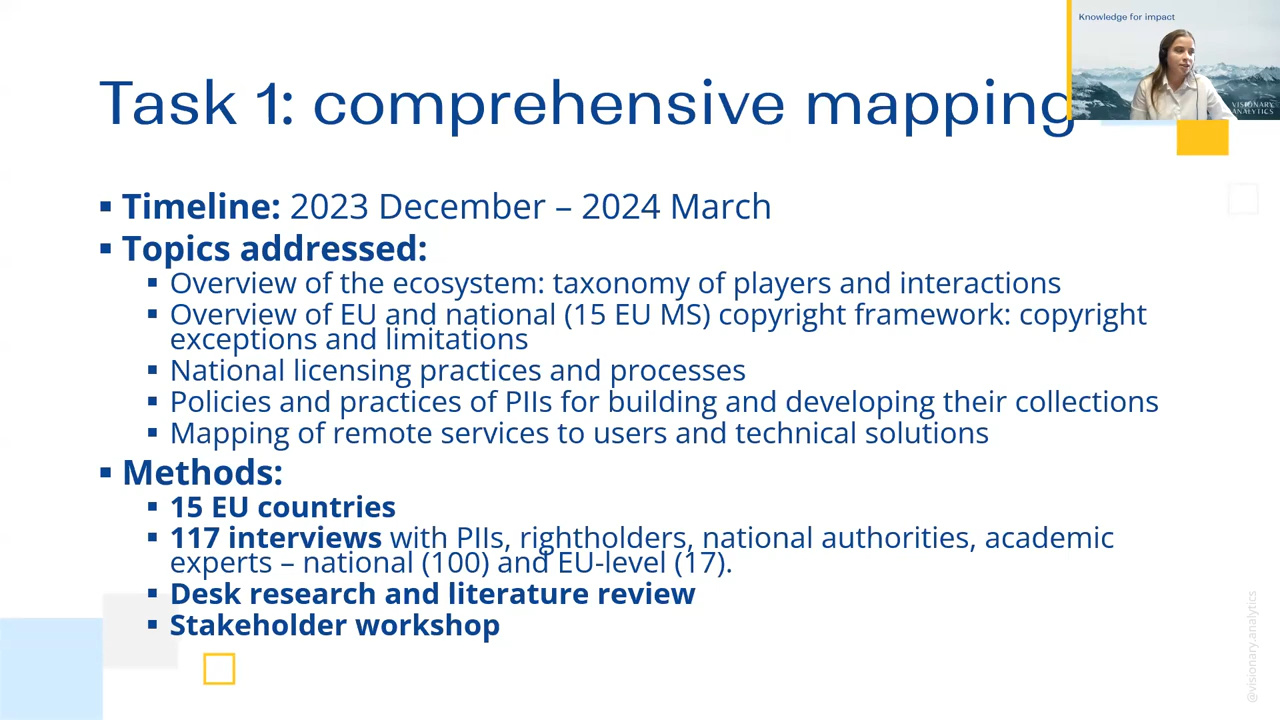 Knowledge for impact
VISIONARY
ANALYTICS
Task 1: comprehensive mapping
▪ Timeline: 2023 December – 2024 March
▪ Topics addressed:
▪ Overview of the ecosystem: taxonomy of players and interactions
▪ Overview of EU and national (15 EU MS) copyright framework: copyright
exceptions and limitations
▪ National licensing practices and processes
▪ Policies and practices of PIIs for building and developing their collections
▪ Mapping of remote services to users and technical solutions
▪ Methods:
▪ 15 EU countries
▪ 117 interviews with PIIs, rightholders, national authorities, academic
experts – national (100) and EU-level (17).
▪ Desk research and literature review
▪ Stakeholder workshop
@visionary.analytics